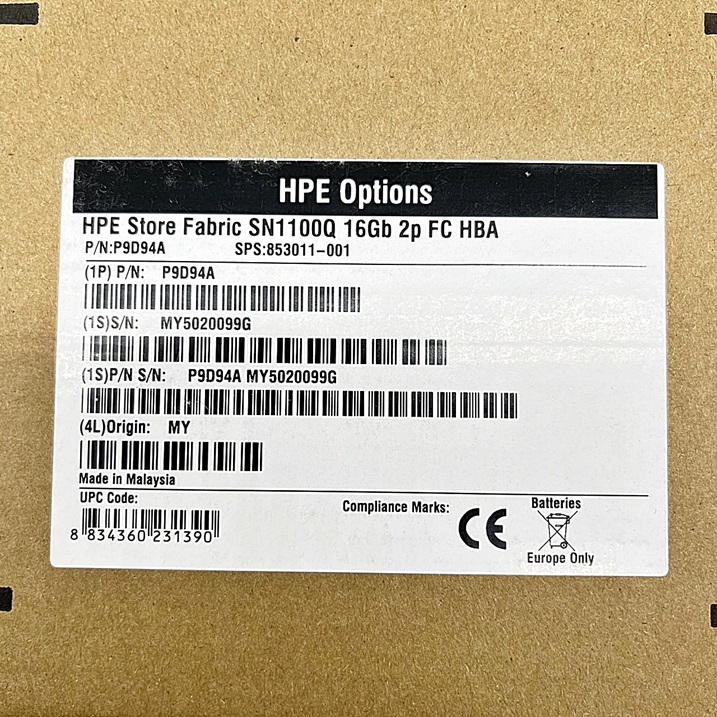 HPE Options
HPE Store Fabric SN1100Q 16Gb 2p FC HBA
P/N:P9D94A SPS:853011-001
(1P) P/N: P9D94A
(1S)S/N: MY5020099G
(1S)P/N S/N: P9D94A MY5020099G
(4L)Origin: MY
Made in Malaysia
UPC Code:
Compliance Marks: CE
Batteries
8 834360 231390
Europe Only